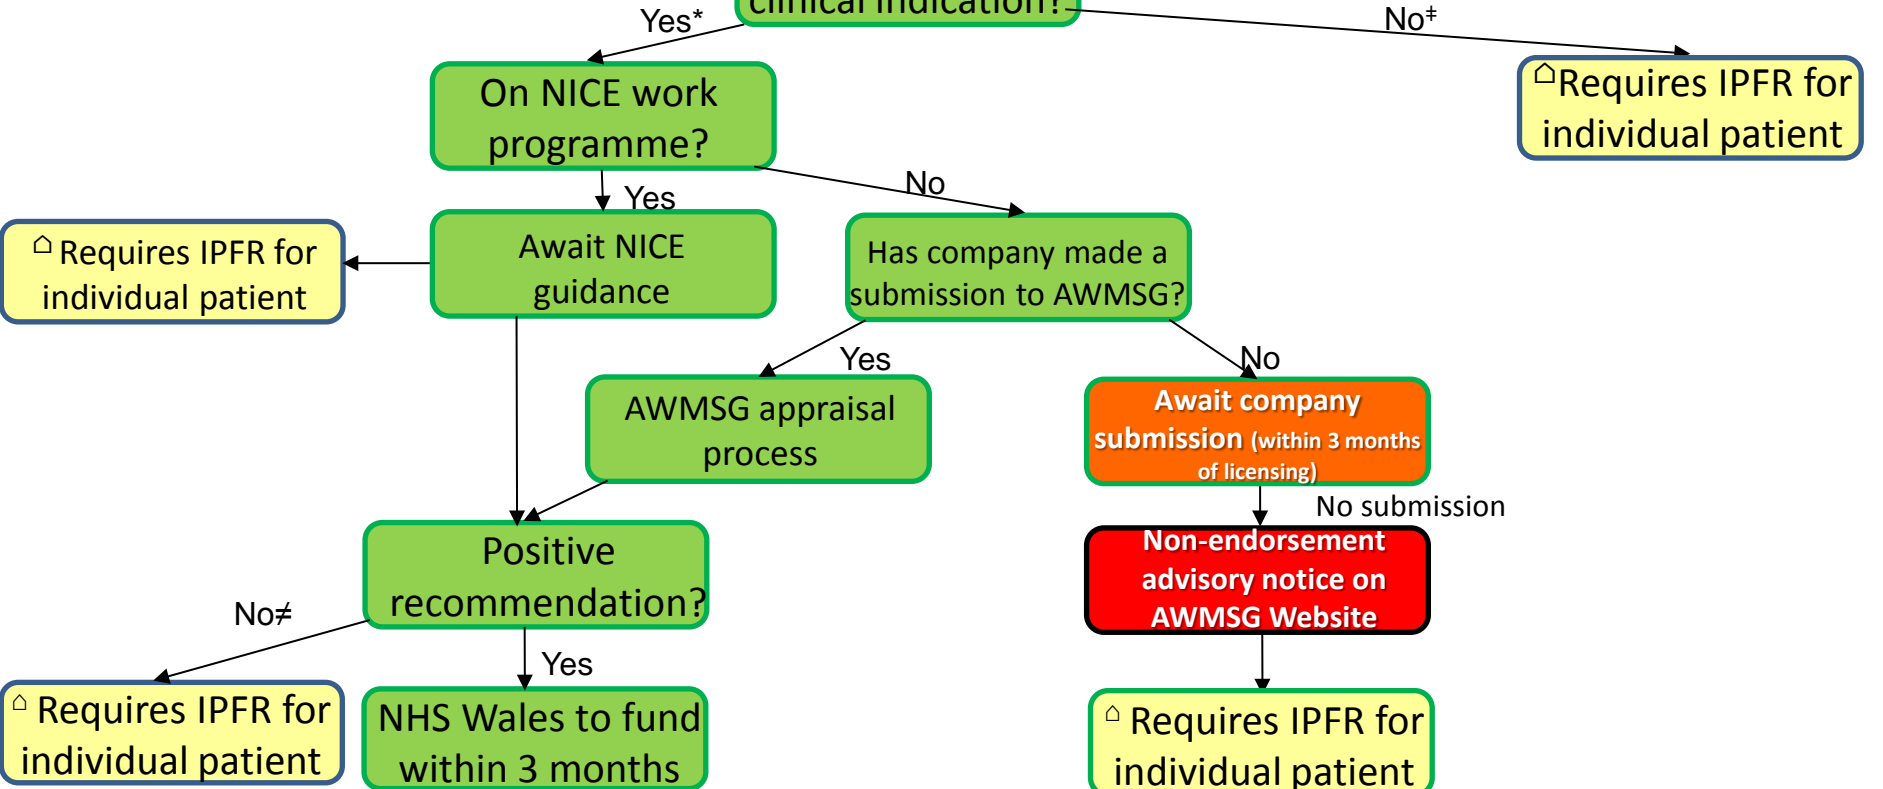 clinical indication?
Yes*
No‡
On NICE work
programme?
⌂Requires IPFR for
individual patient
Yes
No
⌂ Requires IPFR for
individual patient
Await NICE
guidance
Has company made a
submission to AWMSG?
Yes
No
AWMSG appraisal
process
Await company
submission (within 3 months
of licensing)
No submission
Positive
recommendation?
Non-endorsement
advisory notice on
AWMSG Website
No≠
Yes
⌂ Requires IPFR for
individual patient
NHS Wales to fund
within 3 months
⌂ Requires IPFR for
individual patient